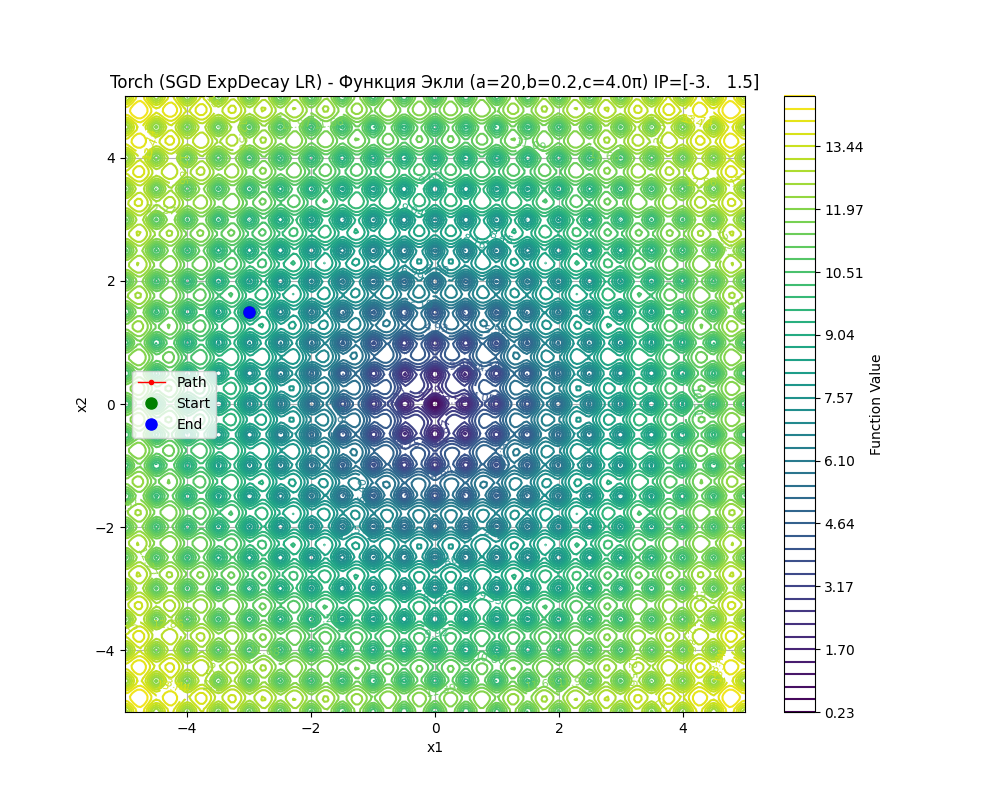 Torch (SGD ExpDecay LR) - Функция Экли (a=20,b=0.2,c=4.0π) IP=[-3. 1.5]
4
2
0
−2
−4
x2
Path
Start
End
−4
−2
0
2
4
x1
13.44
11.97
10.51
9.04
7.57
6.10
4.64
3.17
1.70
0.23
Function Value